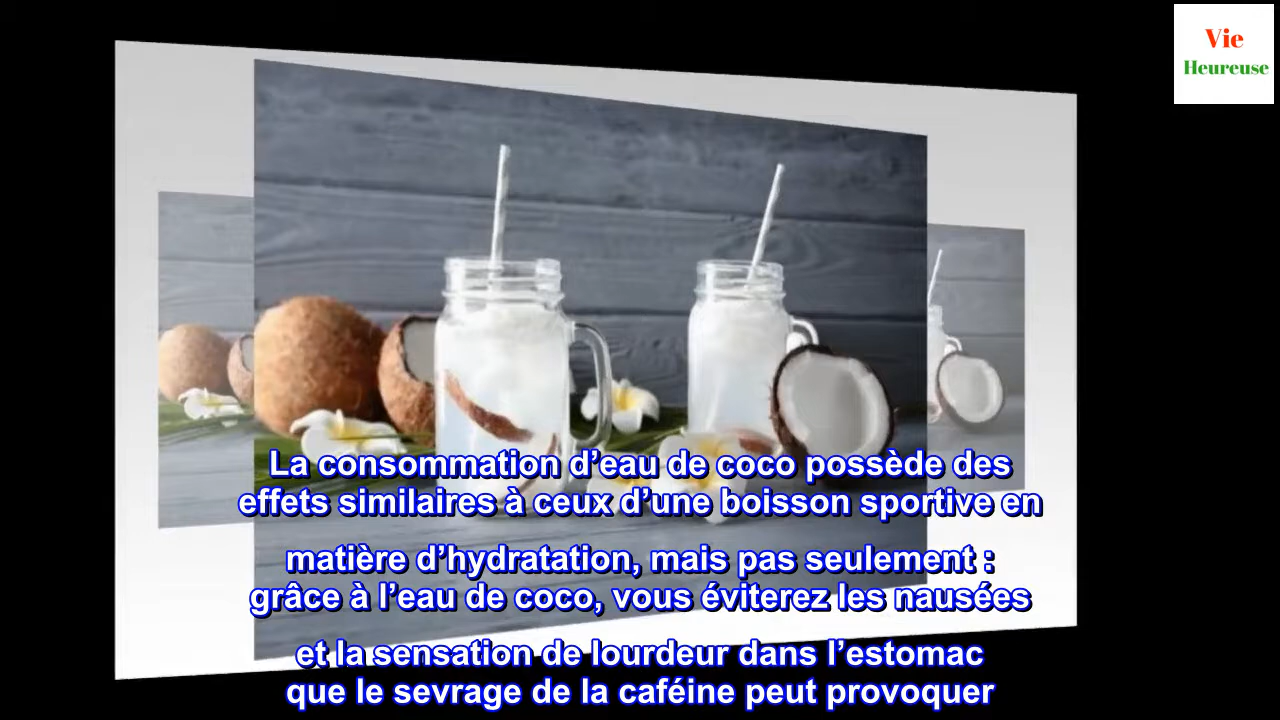 Vie
Heureuse
La consommation d’eau de coco possède des
effets similaires à ceux d’une boisson sportive en
matière d’hydratation, mais pas seulement :
grâce à l’eau de coco, vous éviterez les nausées
et la sensation de lourdeur dans l’estomac
que le sevrage de la caféine peut provoquer